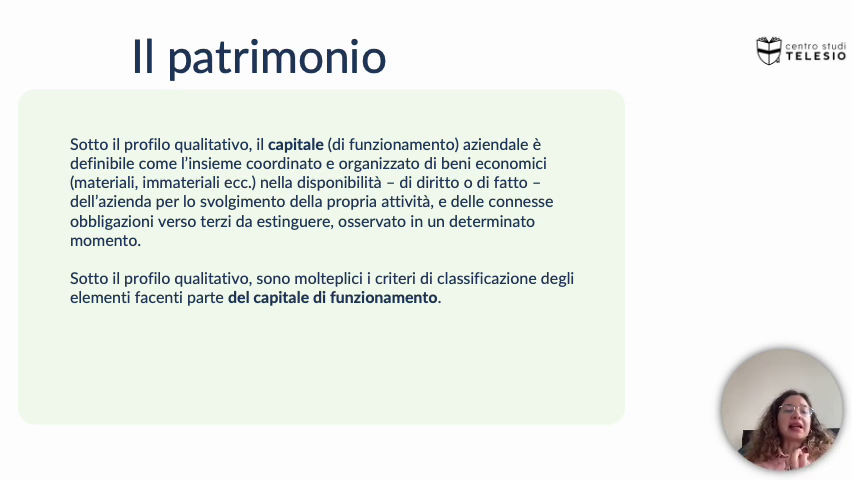 Il patrimonio
centro studi
TELESIO
Sotto il profilo qualitativo, il capitale (di funzionamento) aziendale è
definibile come l'insieme coordinato e organizzato di beni economici
(materiali, immateriali ecc.) nella disponibilità – di diritto o di fatto –
dell'azienda per lo svolgimento della propria attività, e delle connesse
obbligazioni verso terzi da estinguere, osservato in un determinato
momento.
Sotto il profilo qualitativo, sono molteplici i criteri di classificazione degli
elementi facenti parte del capitale di funzionamento.